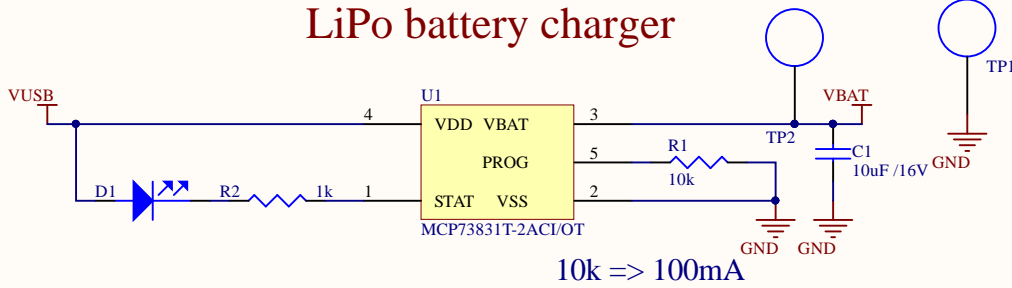 LiPo battery charger
TP1
VUSB
U1
VBAT
4
VDD VBAT
3
TP2
R1
C1
PROG
5
10uF /16V
GND
10k
D1
R2
1k
1
STAT
VSS
2
MCP73831T-2ACI/OT
GND
GND
10k => 100mA